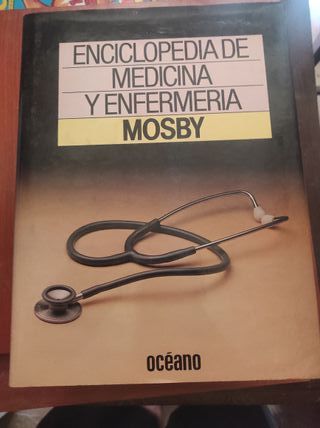 ENCICLOPEDIA DE
MEDICINA
Y ENFERMERIA
MOSBY
océano